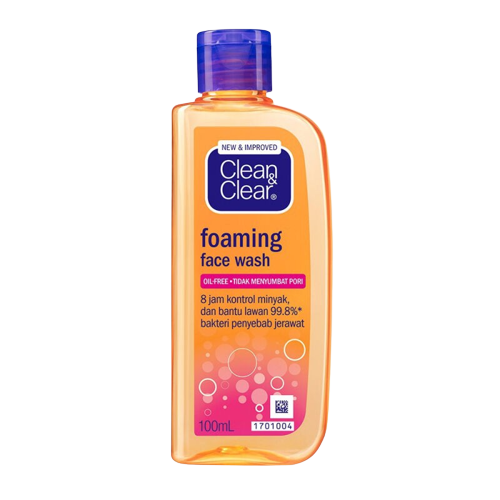 NEW & IMPROVED
Clean &
Clear®
foaming
face wash
OIL-FREE • TIDAK MENYUMBAT PORI
8 jam kontrol minyak,
dan bantu lawan 99.8%*
bakteri penyebab jerawat
100mL
1701004